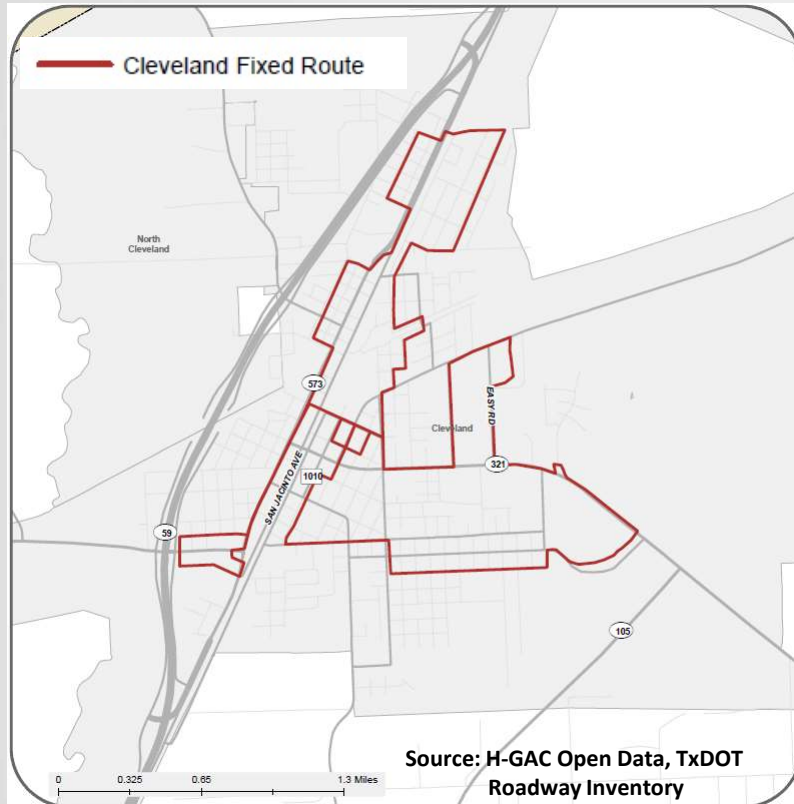 Cleveland Fixed Route
North
Cleveland
573
EASY RD
Cleveland
321
SAN JACINTO AVE
1010
59
105
0 0.325 0.65 1.3 Miles
Source: H-GAC Open Data, TxDOT
Roadway Inventory